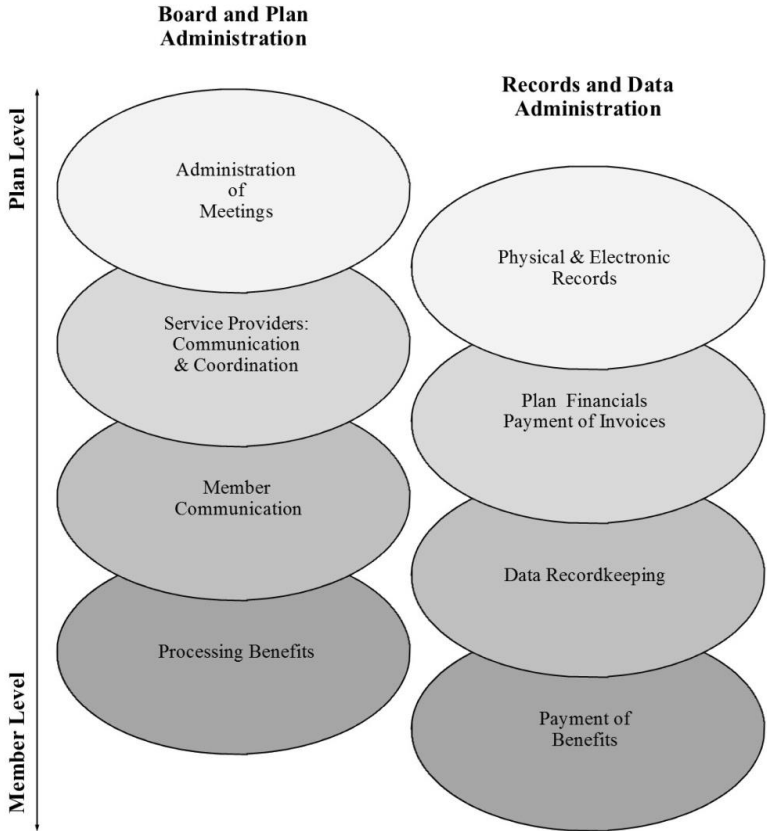 Board and Plan
Administration
Records and Data
Administration
Plan Level
Member Level
Administration
of
Meetings
Service Providers:
Communication
& Coordination
Member
Communication
Processing Benefits
Physical & Electronic
Records
Plan Financials
Payment of Invoices
Data Recordkeeping
Payment of
Benefits